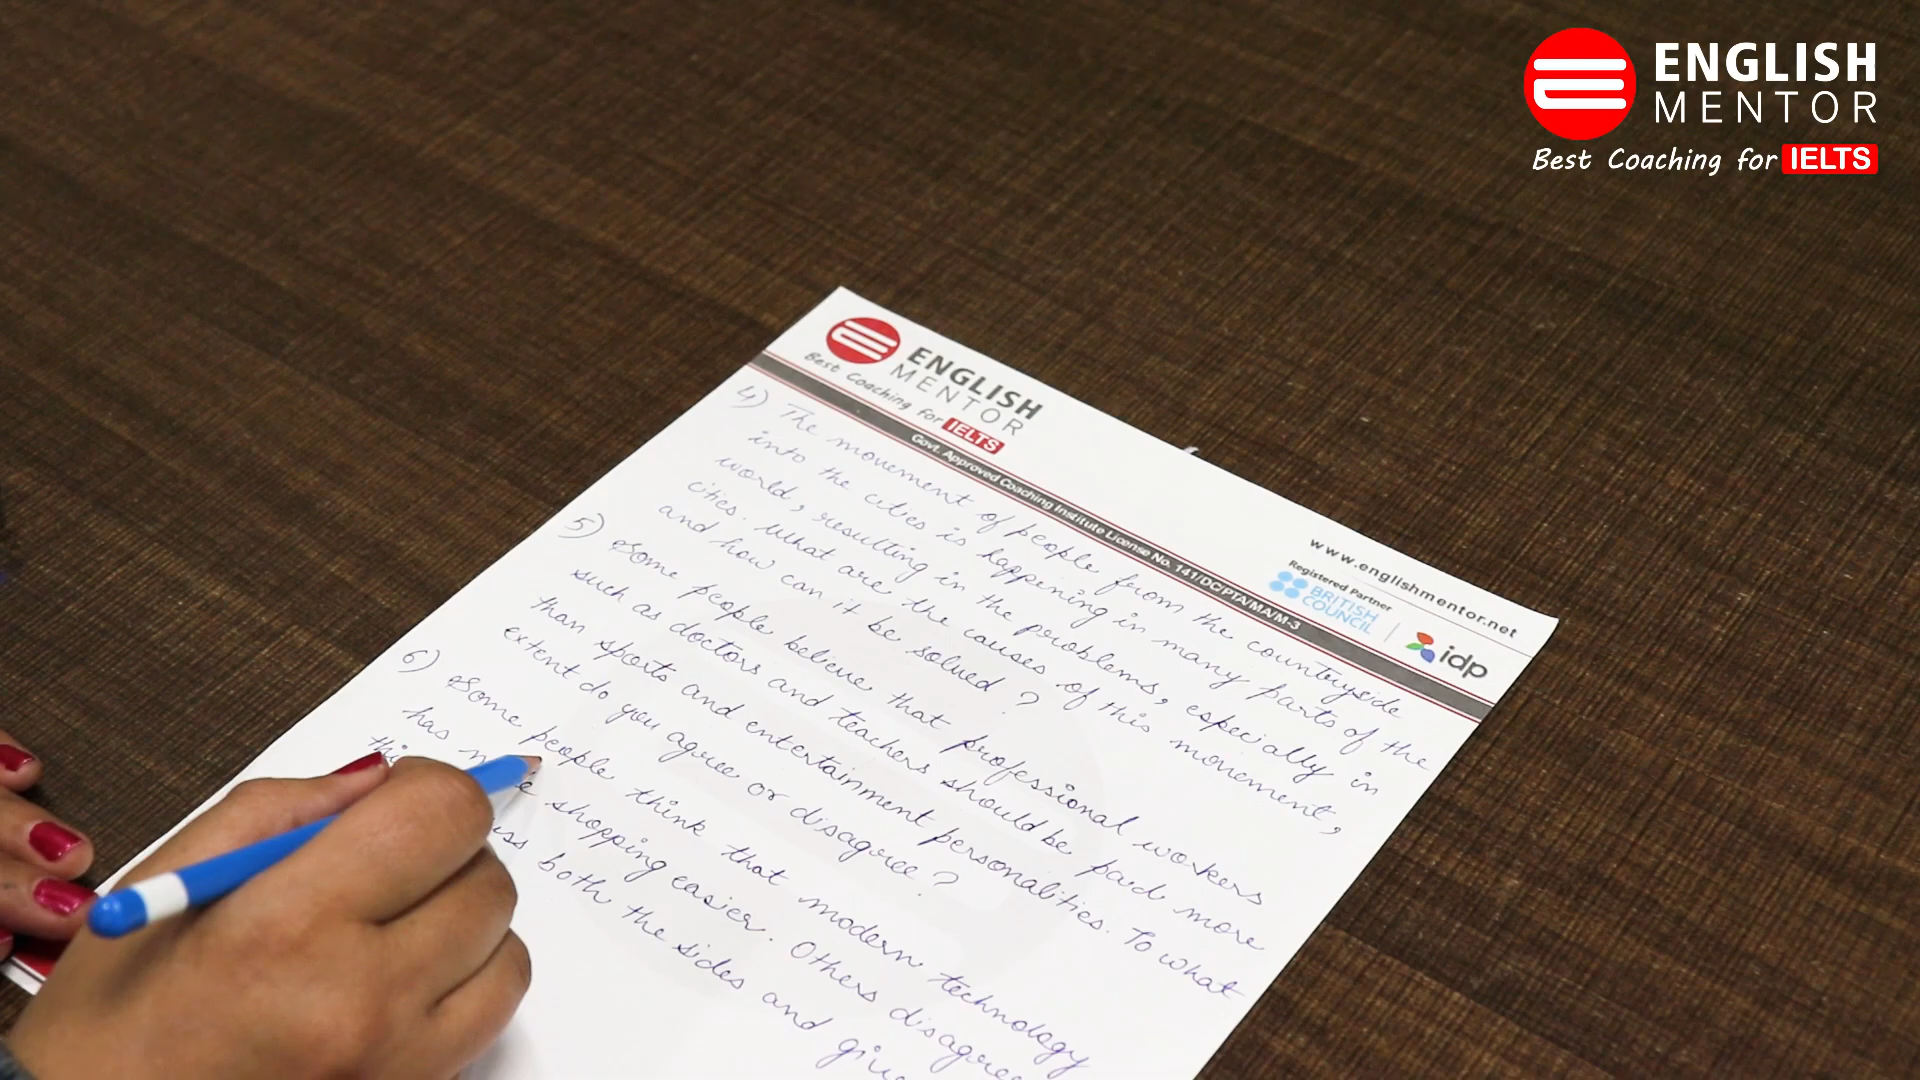 ENGLISH
MENTOR
Best Coaching for IELTS
ENGLISH
MENTOR
Best Coaching for IELTS
Govt. Approved Coaching Institute License No. 141/DC/PTA/MA/M-3
www.englishmentor.net
Registered Partner
BRITISH
COUNCIL
idp
4) The movement of people from the countryside
into the cities is happening in many parts of the
world, resulting in the problems, especially in
cities. What are the causes of this movement,
and how can it be solved ?
5) Some people believe that professional workers
such as doctors and teachers should be paid more
than sports and entertainment personalities. To what
extent do you agree or disagree ?
6) Some people think that modern technology
has made shopping easier. Others disagree
both the sides and give